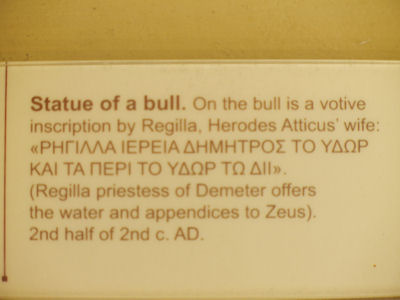 Statue of a bull. On the bull is a votive
inscription by Regilla, Herodes Atticus' wife:
«ΡΗΓΙΛΛΑ ΙΕΡΕΙΑ ΔΗΜΗΤΡΟΣ ΤΟ ΥΔΩΡ
ΚΑΙ ΤΑ ΠΕΡΙ ΤΟ ΥΔΩΡ ΤΩ ΔΙΙ».
(Regilla priestess of Demeter offers
the water and appendices to Zeus).
2nd half of 2nd c. AD.